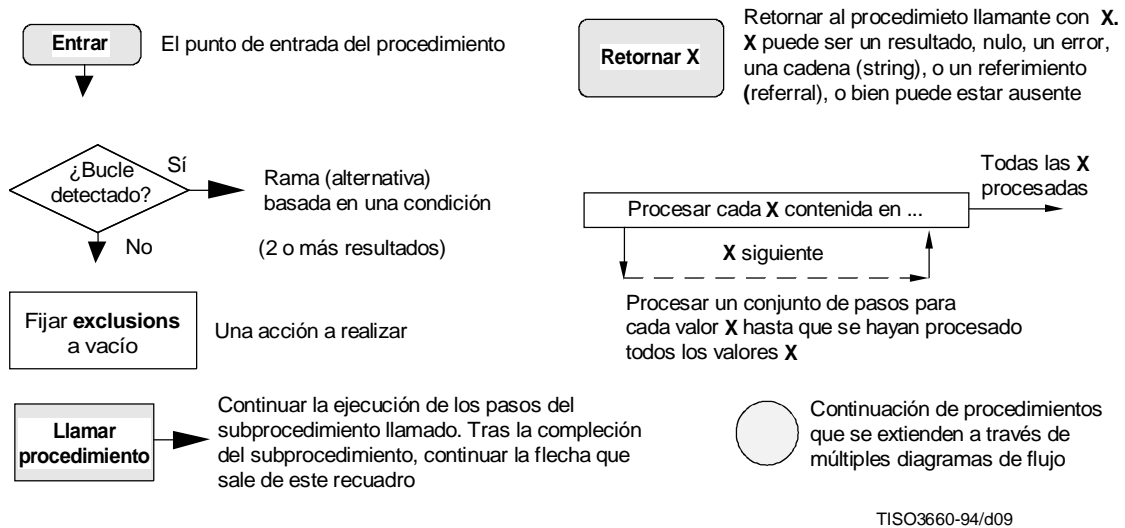 Entrar
El punto de entrada del procedimiento
¿Bucle
detectado?
Sí
No
Rama (alternativa)
basada en una condición
(2 o más resultados)
Fijar exclusions
a vacío
Una acción a realizar
Llamar
procedimiento
Continuar la ejecución de los pasos del
subprocedimiento llamado. Tras la compleción
del subprocedimiento, continuar la flecha que
sale de este recuadro
Retornar X
Retornar al procedimieto llamante con X.
X puede ser un resultado, nulo, un error,
una cadena (string), o un referimiento
(referral), o bien puede estar ausente
Todas las X
procesadas
Procesar cada X contenida en ...
X siguiente
Procesar un conjunto de pasos para
cada valor X hasta que se hayan procesado
todos los valores X
Continuación de procedimientos
que se extienden a través de
múltiples diagramas de flujo
TISO3660-94/d09